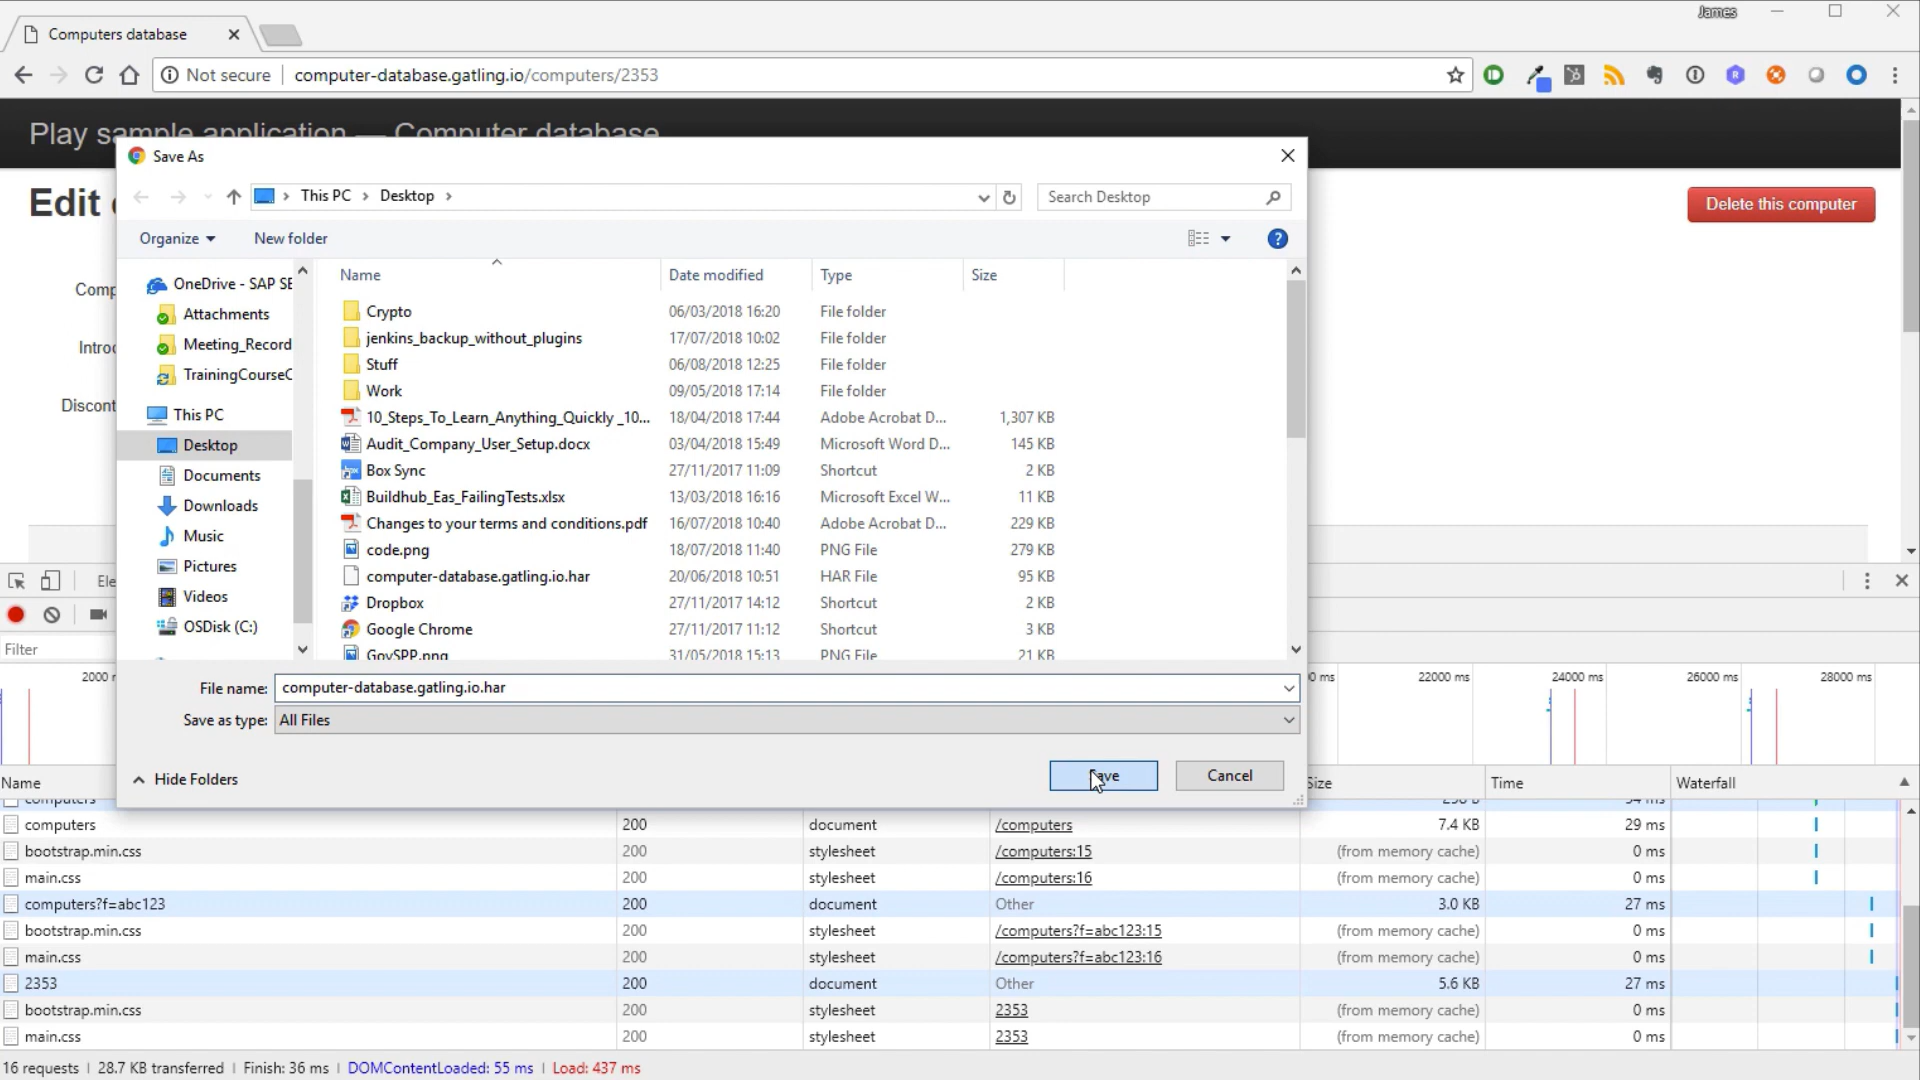 James
Computers database
Not secure computer-database.gatling.io/computers/2353
Play sample application — Computer database
Save As
Edit
Delete this computer
This PC Desktop
Search Desktop
Organize New folder
Name Date modified Type Size
OneDrive - SAP SE
Attachments
Meeting_Record
TrainingCourseC
This PC
Desktop
Documents
Downloads
Music
Pictures
Videos
OSDisk (C:)
Crypto 06/03/2018 16:20 File folder
jenkins_backup_without_plugins 17/07/2018 10:02 File folder
Stuff 06/08/2018 12:25 File folder
Work 09/05/2018 17:14 File folder
10_Steps_To_Learn_Anything_Quickly _10... 18/04/2018 17:44 Adobe Acrobat D... 1,307 KB
Audit_Company_User_Setup.docx 03/04/2018 15:49 Microsoft Word D... 145 KB
Box Sync 27/11/2017 11:09 Shortcut 2 KB
Buildhub_Eas_FailingTests.xlsx 13/03/2018 16:16 Microsoft Excel W... 11 KB
Changes to your terms and conditions.pdf 16/07/2018 10:40 Adobe Acrobat D... 229 KB
code.png 18/07/2018 11:40 PNG File 279 KB
computer-database.gatling.io.har 20/06/2018 10:51 HAR File 95 KB
Dropbox 27/11/2017 14:12 Shortcut 2 KB
Google Chrome 27/11/2017 11:12 Shortcut 3 KB
GovSPP.png 31/05/2018 15:13 PNG File 21 KB
Comp
Introd
Discont
Ele
Filter
File name: computer-database.gatling.io.har
Save as type: All Files
Hide Folders
Save Cancel
2000 22000 ms 24000 ms 26000 ms 28000 ms
Name Size Time Waterfall
computers
computers 200 document /computers 7.4 KB 29 ms
bootstrap.min.css 200 stylesheet /computers:15 (from memory cache) 0 ms
main.css 200 stylesheet /computers:16 (from memory cache) 0 ms
computers?f=abc123 200 document Other 3.0 KB 27 ms
bootstrap.min.css 200 stylesheet /computers?f=abc123:15 (from memory cache) 0 ms
main.css 200 stylesheet /computers?f=abc123:16 (from memory cache) 0 ms
2353 200 document Other 5.6 KB 27 ms
bootstrap.min.css 200 stylesheet 2353 (from memory cache) 0 ms
main.css 200 stylesheet 2353 (from memory cache) 0 ms
16 requests | 28.7 KB transferred | Finish: 36 ms | DOMContentLoaded: 55 ms | Load: 437 ms